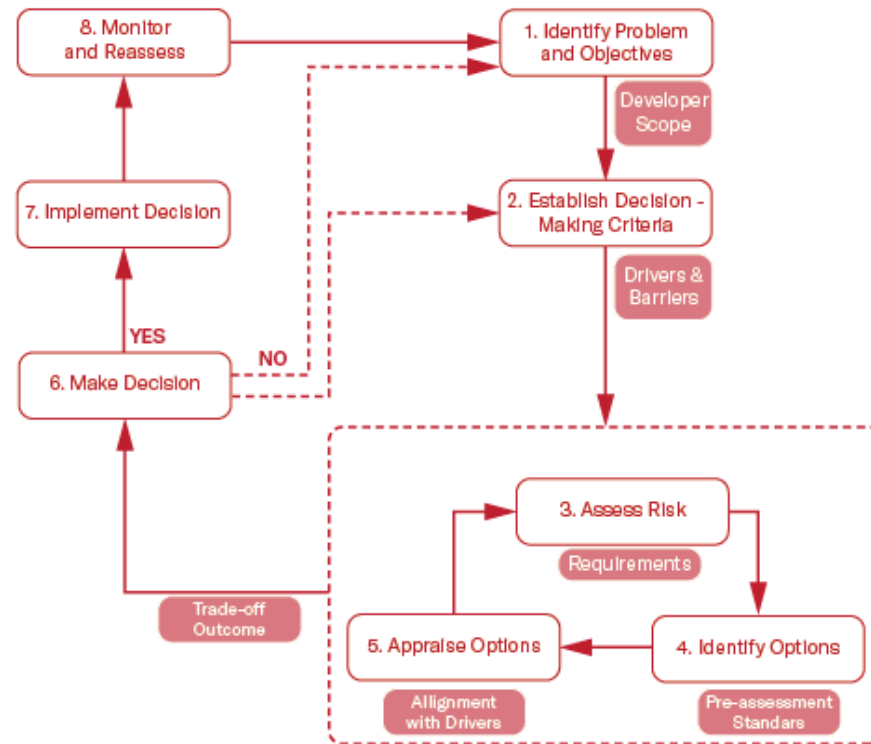 8. Monitor
and Reassess
1. Identify Problem
and Objectives
Developer
Scope
7. Implement Decision
2. Establish Decision -
Making Criteria
Drivers &
Barriers
YES
NO
6. Make Decision
3. Assess Risk
Requirements
Trade-off
Outcome
5. Appraise Options
4. Identify Options
Allignment
with Drivers
Pre-assessment
Standars